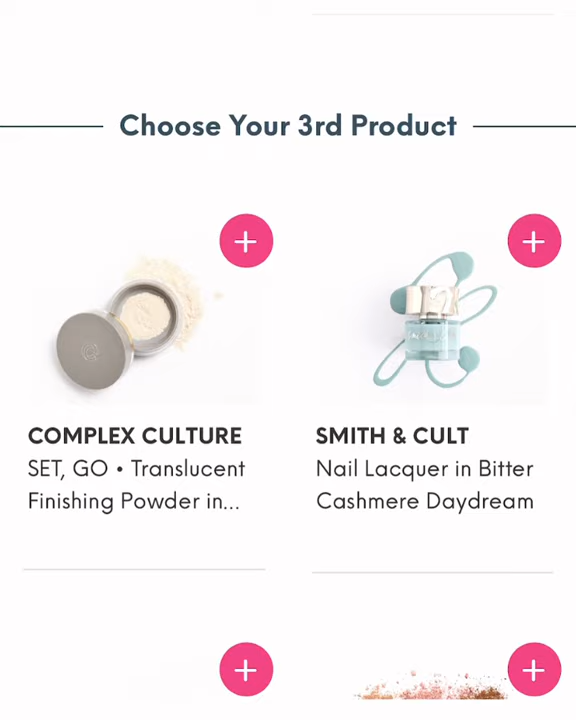 Choose Your 3rd Product
COMPLEX CULTURE
SET, GO • Translucent
Finishing Powder in...
SMITH & CULT
Nail Lacquer in Bitter
Cashmere Daydream